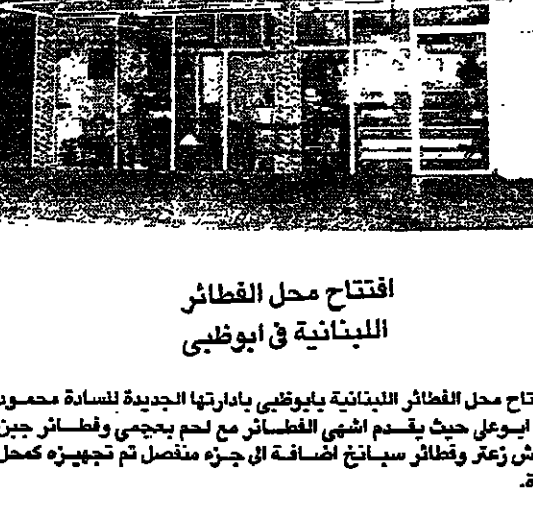 افتتاح محل الفطائر
اللبنانية في ابوظبي
تاح محل الفطائر اللبنانية بابوظبي بادارتها الجديدة للسادة محمود
ابوعلي حيث يقدم اشهى الفطائر مع لحم بعجمي وفطائر جبن
ش زعتر وفطائر سبانخ اضافة الى جزء منفصل تم تجهيزه كمحل
ة.